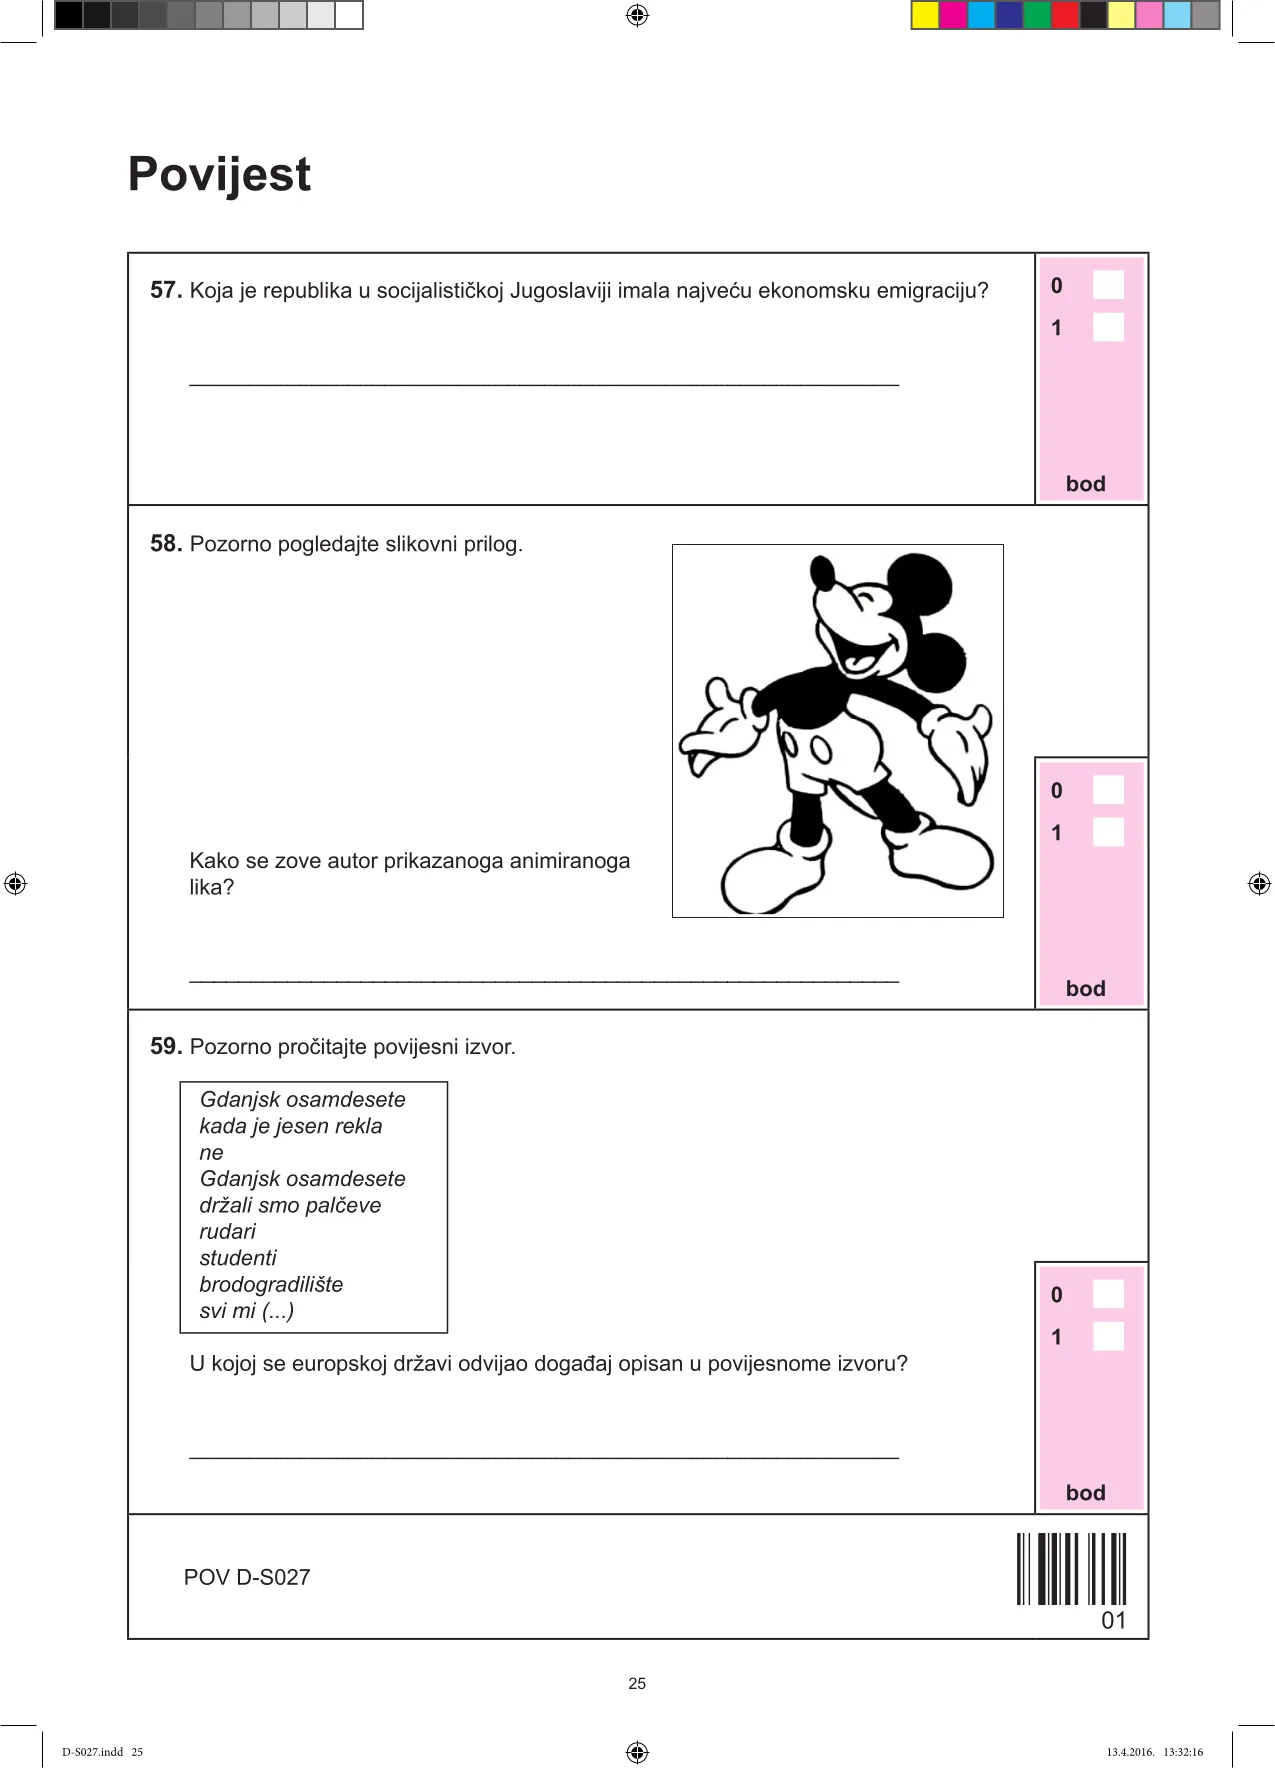 Povijest
57. Koja je republika u socijalističkoj Jugoslaviji imala najveću ekonomsku emigraciju?
0
1
bod
58. Pozorno pogledajte slikovni prilog.
Kako se zove autor prikazanoga animiranoga
lika?
0
1
bod
59. Pozorno pročitajte povijesni izvor.
Gdanjsk osamdesete
kada je jesen rekla
ne
Gdanjsk osamdesete
držali smo palčeve
rudari
studenti
brodogradilište
svi mi (...)
U kojoj se europskoj državi odvijao događaj opisan u povijesnome izvoru?
0
1
bod
POV D-S027
01
25
D-S027.indd 25
13.4.2016. 13:32:16